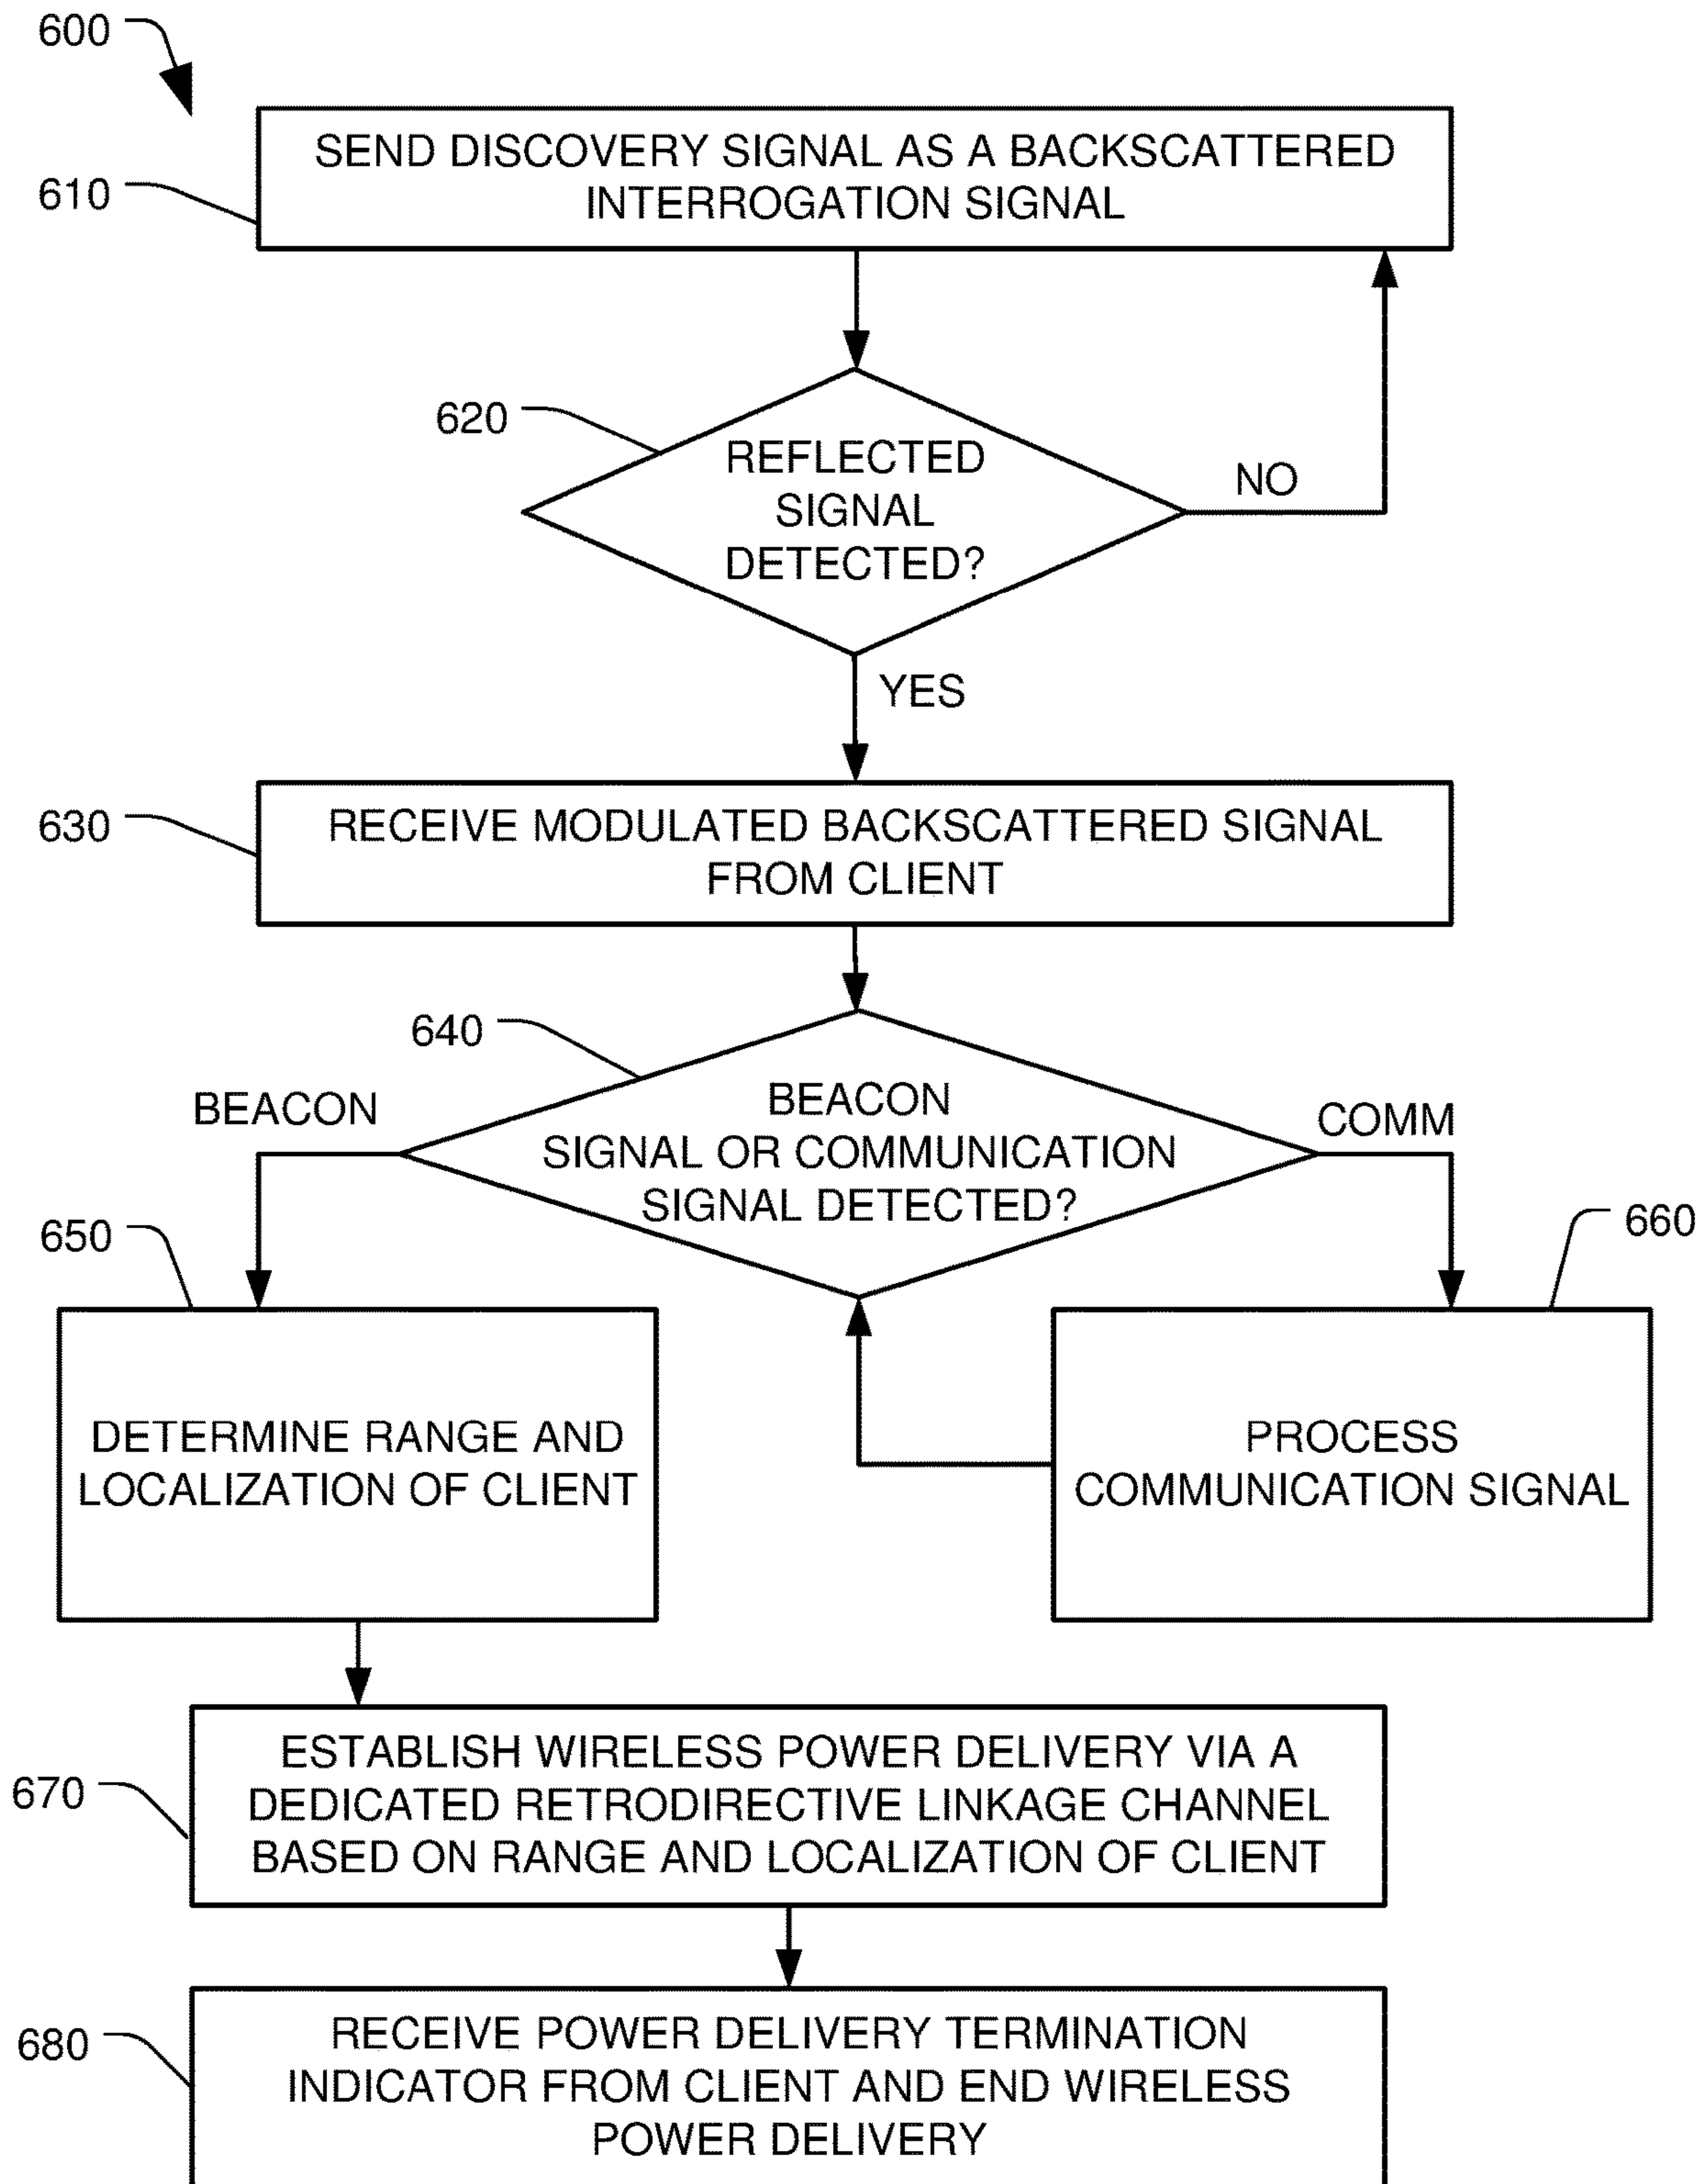 600
SEND DISCOVERY SIGNAL AS A BACKSCATTERED
INTERROGATION SIGNAL
610
620
REFLECTED
SIGNAL
DETECTED?
NO
YES
630
RECEIVE MODULATED BACKSCATTERED SIGNAL
FROM CLIENT
640
BEACON
BEACON
SIGNAL OR COMMUNICATION
SIGNAL DETECTED?
COMM
650
660
DETERMINE RANGE AND
LOCALIZATION OF CLIENT
PROCESS
COMMUNICATION SIGNAL
670
ESTABLISH WIRELESS POWER DELIVERY VIA A
DEDICATED RETRODIRECTIVE LINKAGE CHANNEL
BASED ON RANGE AND LOCALIZATION OF CLIENT
680
RECEIVE POWER DELIVERY TERMINATION
INDICATOR FROM CLIENT AND END WIRELESS
POWER DELIVERY